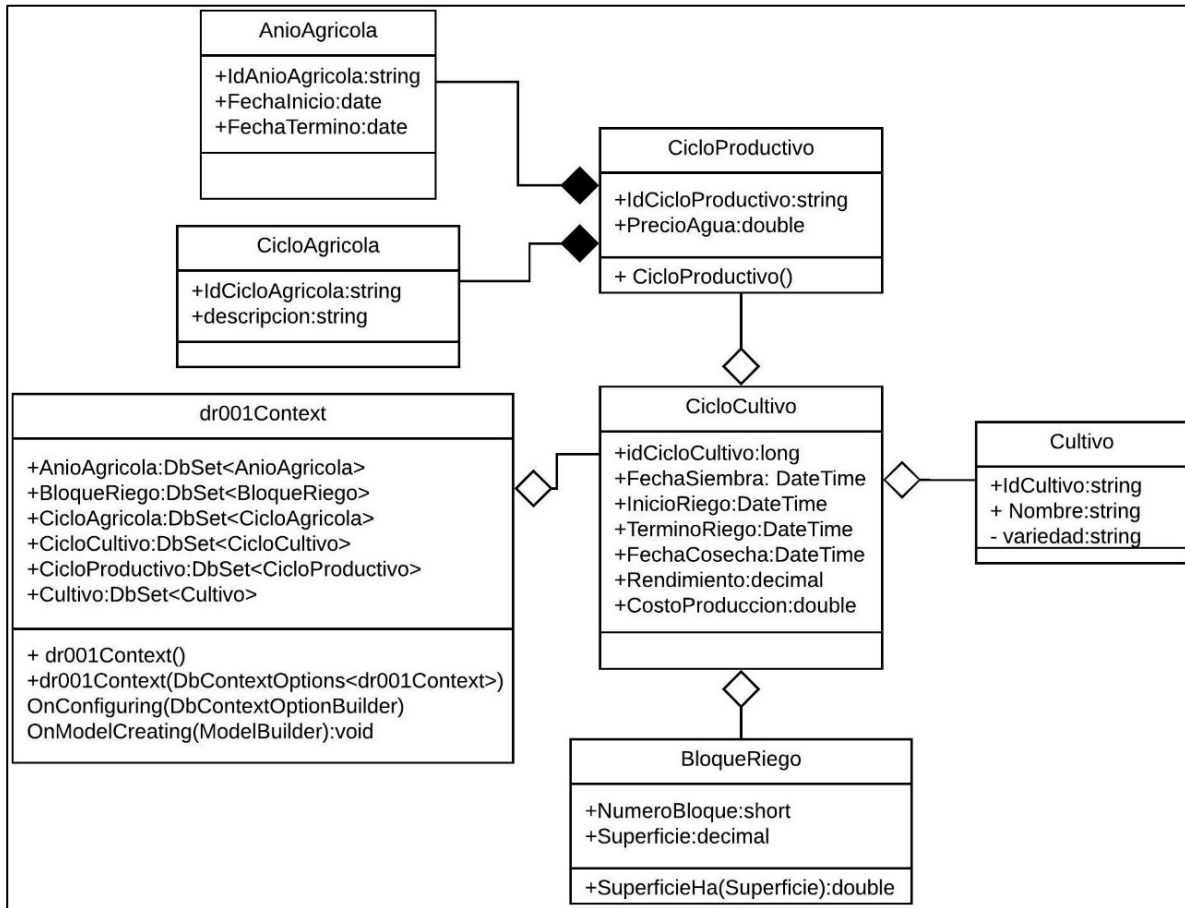 AnioAgricola
+IdAnioAgricola:string
+FechaInicio:date
+FechaTermino:date
CicloProductivo
+IdCicloProductivo:string
+PrecioAgua:double
+ CicloProductivo()
CicloAgricola
+IdCicloAgricola:string
+descripcion:string
dr001Context
+AnioAgricola:DbSet<AnioAgricola>
+BloqueRiego:DbSet<BloqueRiego>
+CicloAgricola:DbSet<CicloAgricola>
+CicloCultivo:DbSet<CicloCultivo>
+CicloProductivo:DbSet<CicloProductivo>
+Cultivo:DbSet<Cultivo>
+ dr001Context()
+dr001Context(DbContextOptions<dr001Context>)
OnConfiguring(DbContextOptionBuilder)
OnModelCreating(ModelBuilder):void
CicloCultivo
+idCicloCultivo:long
+FechaSiembra: DateTime
+InicioRiego:DateTime
+TerminoRiego:DateTime
+FechaCosecha:DateTime
+Rendimiento:decimal
+CostoProduccion:double
Cultivo
+IdCultivo:string
+ Nombre:string
- variedad:string
BloqueRiego
+NumeroBloque:short
+Superficie:decimal
+SuperficieHa(Superficie):double